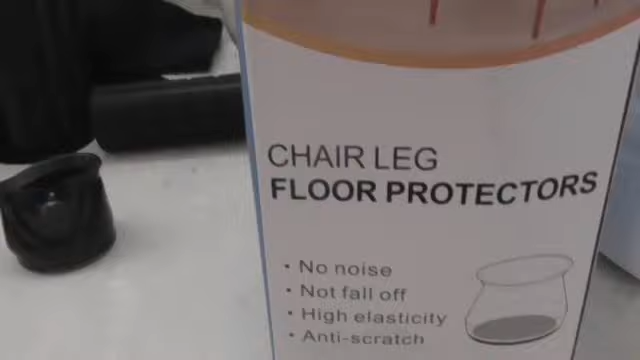 CHAIR LEG
FLOOR PROTECTORS
• No noise
• Not fall off
• High elasticity
• Anti-scratch